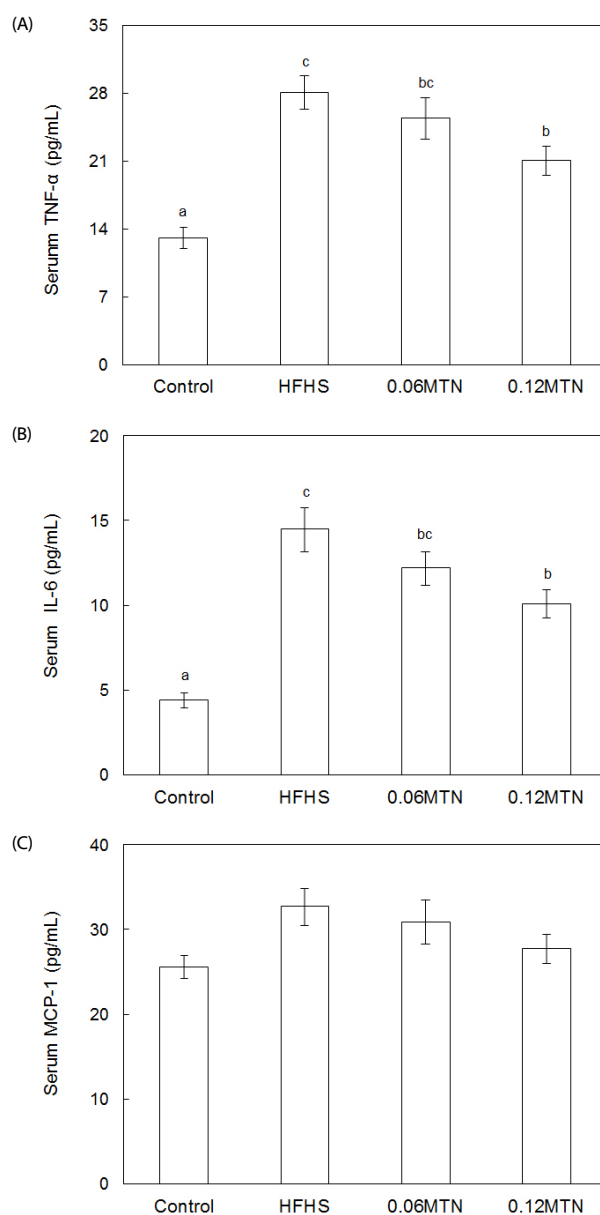 (A)
Serunm TNF-α (pg/mL)
35
28
21
14
7
0
a
c
bc
b
Control HFHS 0.06MTN 0.12MTN
(B)
Serum IL-6 (pg/mL)
20
15
10
5
0
a
c
bc
b
Control HFHS 0.06MTN 0.12MTN
(C)
Serum MCP-1 (pg/mL)
40
30
20
10
0
Control HFHS 0.06MTN 0.12MTN